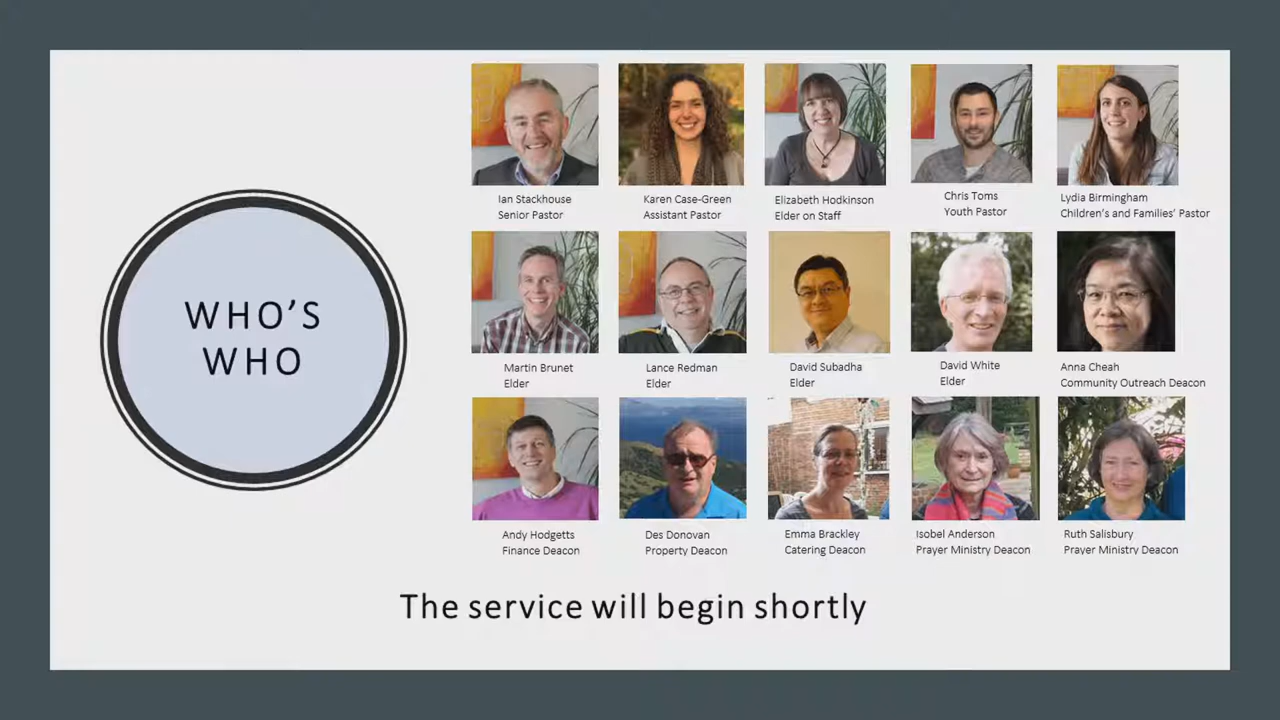 WHO'S
WHO
Ian Stackhouse
Senior Pastor
Karen Case-Green
Assistant Pastor
Elizabeth Hodkinson
Elder on Staff
Chris Toms
Youth Pastor
Lydia Birmingham
Children's and Families' Pastor
Martin Brunet
Elder
Lance Redman
Elder
David Subadha
Elder
David White
Elder
Anna Cheah
Community Outreach Deacon
Andy Hodgetts
Finance Deacon
Des Donovan
Property Deacon
Emma Brackley
Catering Deacon
Isobel Anderson
Prayer Ministry Deacon
Ruth Salisbury
Prayer Ministry Deacon
The service will begin shortly